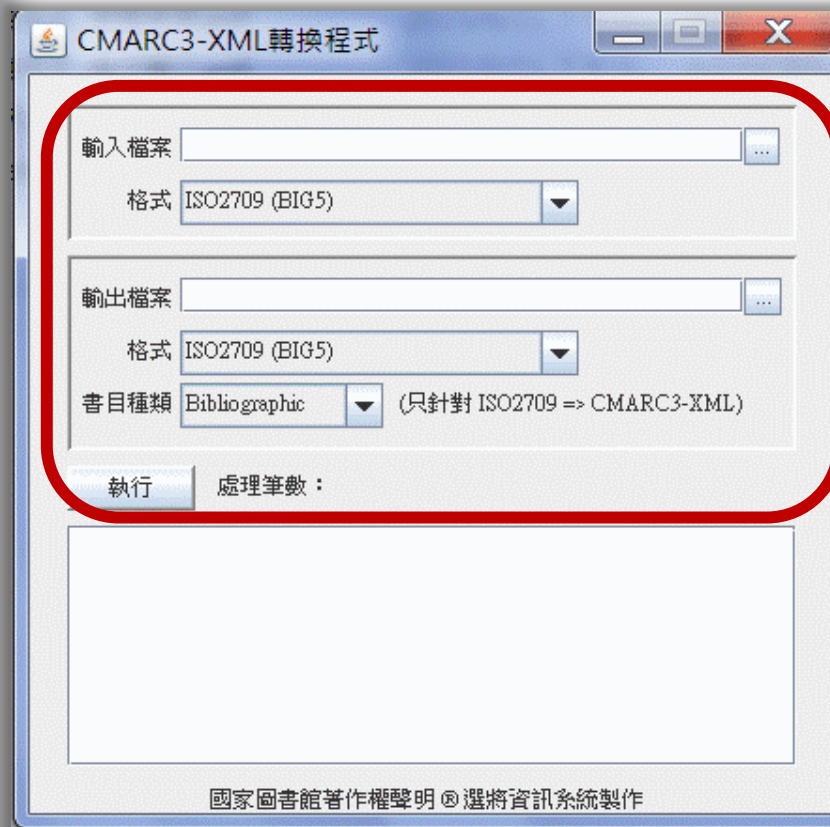 CMARC3-XML轉換程式
輸入檔案 ...
格式 ISO2709 (BIG5)
輸出檔案 ...
格式 ISO2709 (BIG5)
書目種類 Bibliographic (只針對 ISO2709 => CMARC3-XML)
執行 處理筆數：
國家圖書館著作權聲明 ® 選將資訊系統製作